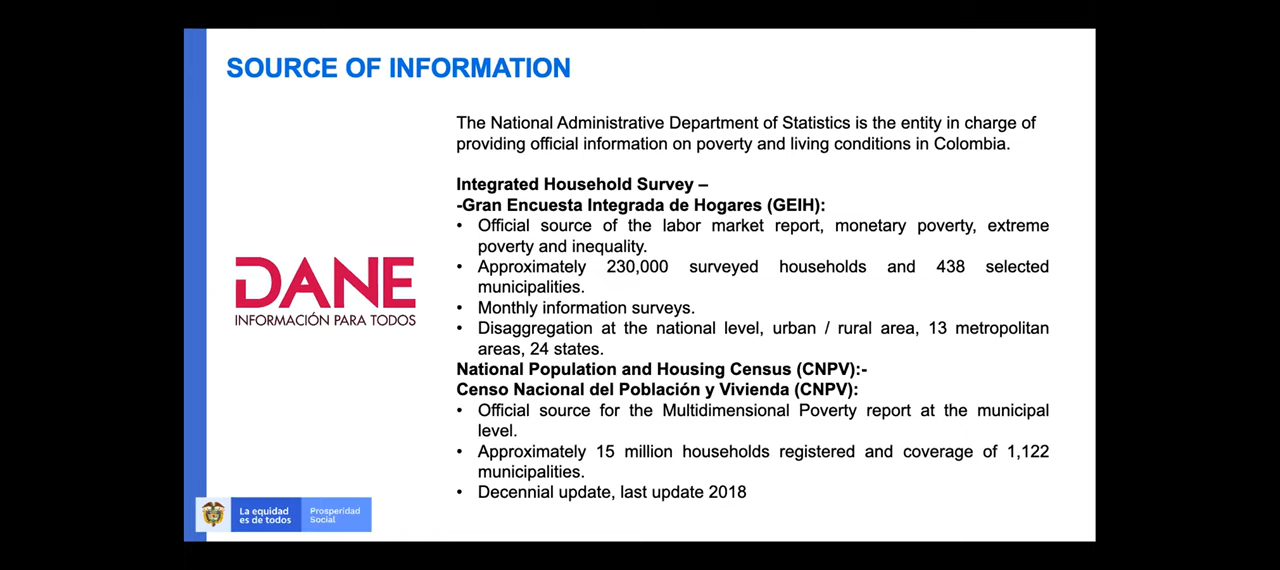 SOURCE OF INFORMATION
The National Administrative Department of Statistics is the entity in charge of
providing official information on poverty and living conditions in Colombia.
Integrated Household Survey –
-Gran Encuesta Integrada de Hogares (GEIH):
• Official source of the labor market report, monetary poverty, extreme
poverty and inequality.
• Approximately 230,000 surveyed households and 438 selected
municipalities.
• Monthly information surveys.
• Disaggregation at the national level, urban / rural area, 13 metropolitan
areas, 24 states.
National Population and Housing Census (CNPV):-
Censo Nacional del Población y Vivienda (CNPV):
• Official source for the Multidimensional Poverty report at the municipal
level.
• Approximately 15 million households registered and coverage of 1,122
municipalities.
• Decennial update, last update 2018
DANE
INFORMACIÓN PARA TODOS
La equidad
es de todos
Prosperidad
Social